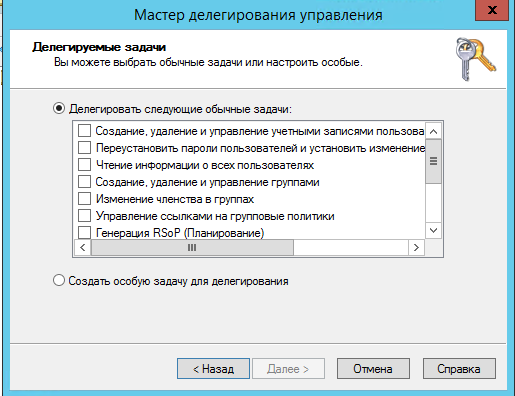 Мастер делегирования управления
x
Делегируемые задачи
Вы можете выбрать обычные задачи или настроить особые.
Делегировать следующие обычные задачи:
Создание, удаление и управление учетными записями пользова
Переустановить пароли пользователей и установить изменение
Чтение информации о всех пользователях
Создание, удаление и управление группами
Изменение членства в группах
Управление ссылками на групповые политики
Генерация RSoP (Планирование)
Создать особую задачу для делегирования
< Назад Далее > Отмена Справка